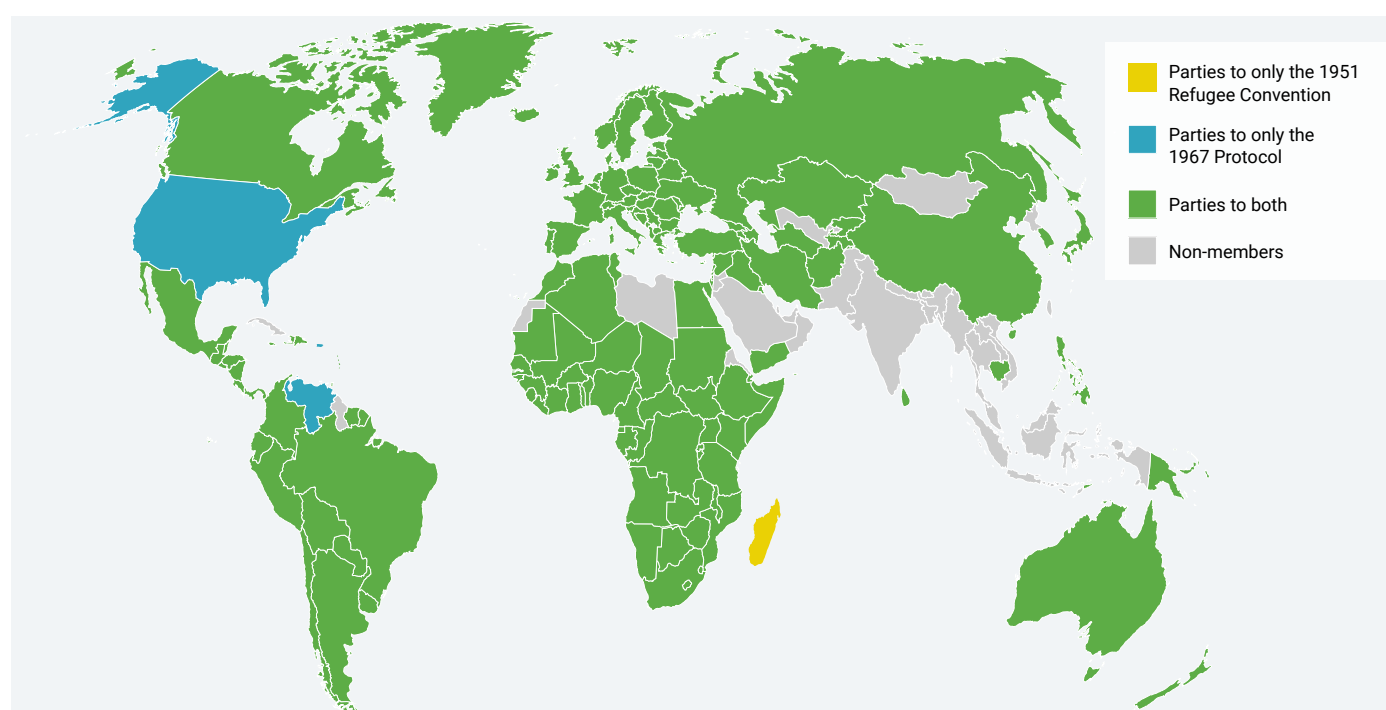 Parties to only the 1951
Refugee Convention
Parties to only the
1967 Protocol
Parties to both
Non-members